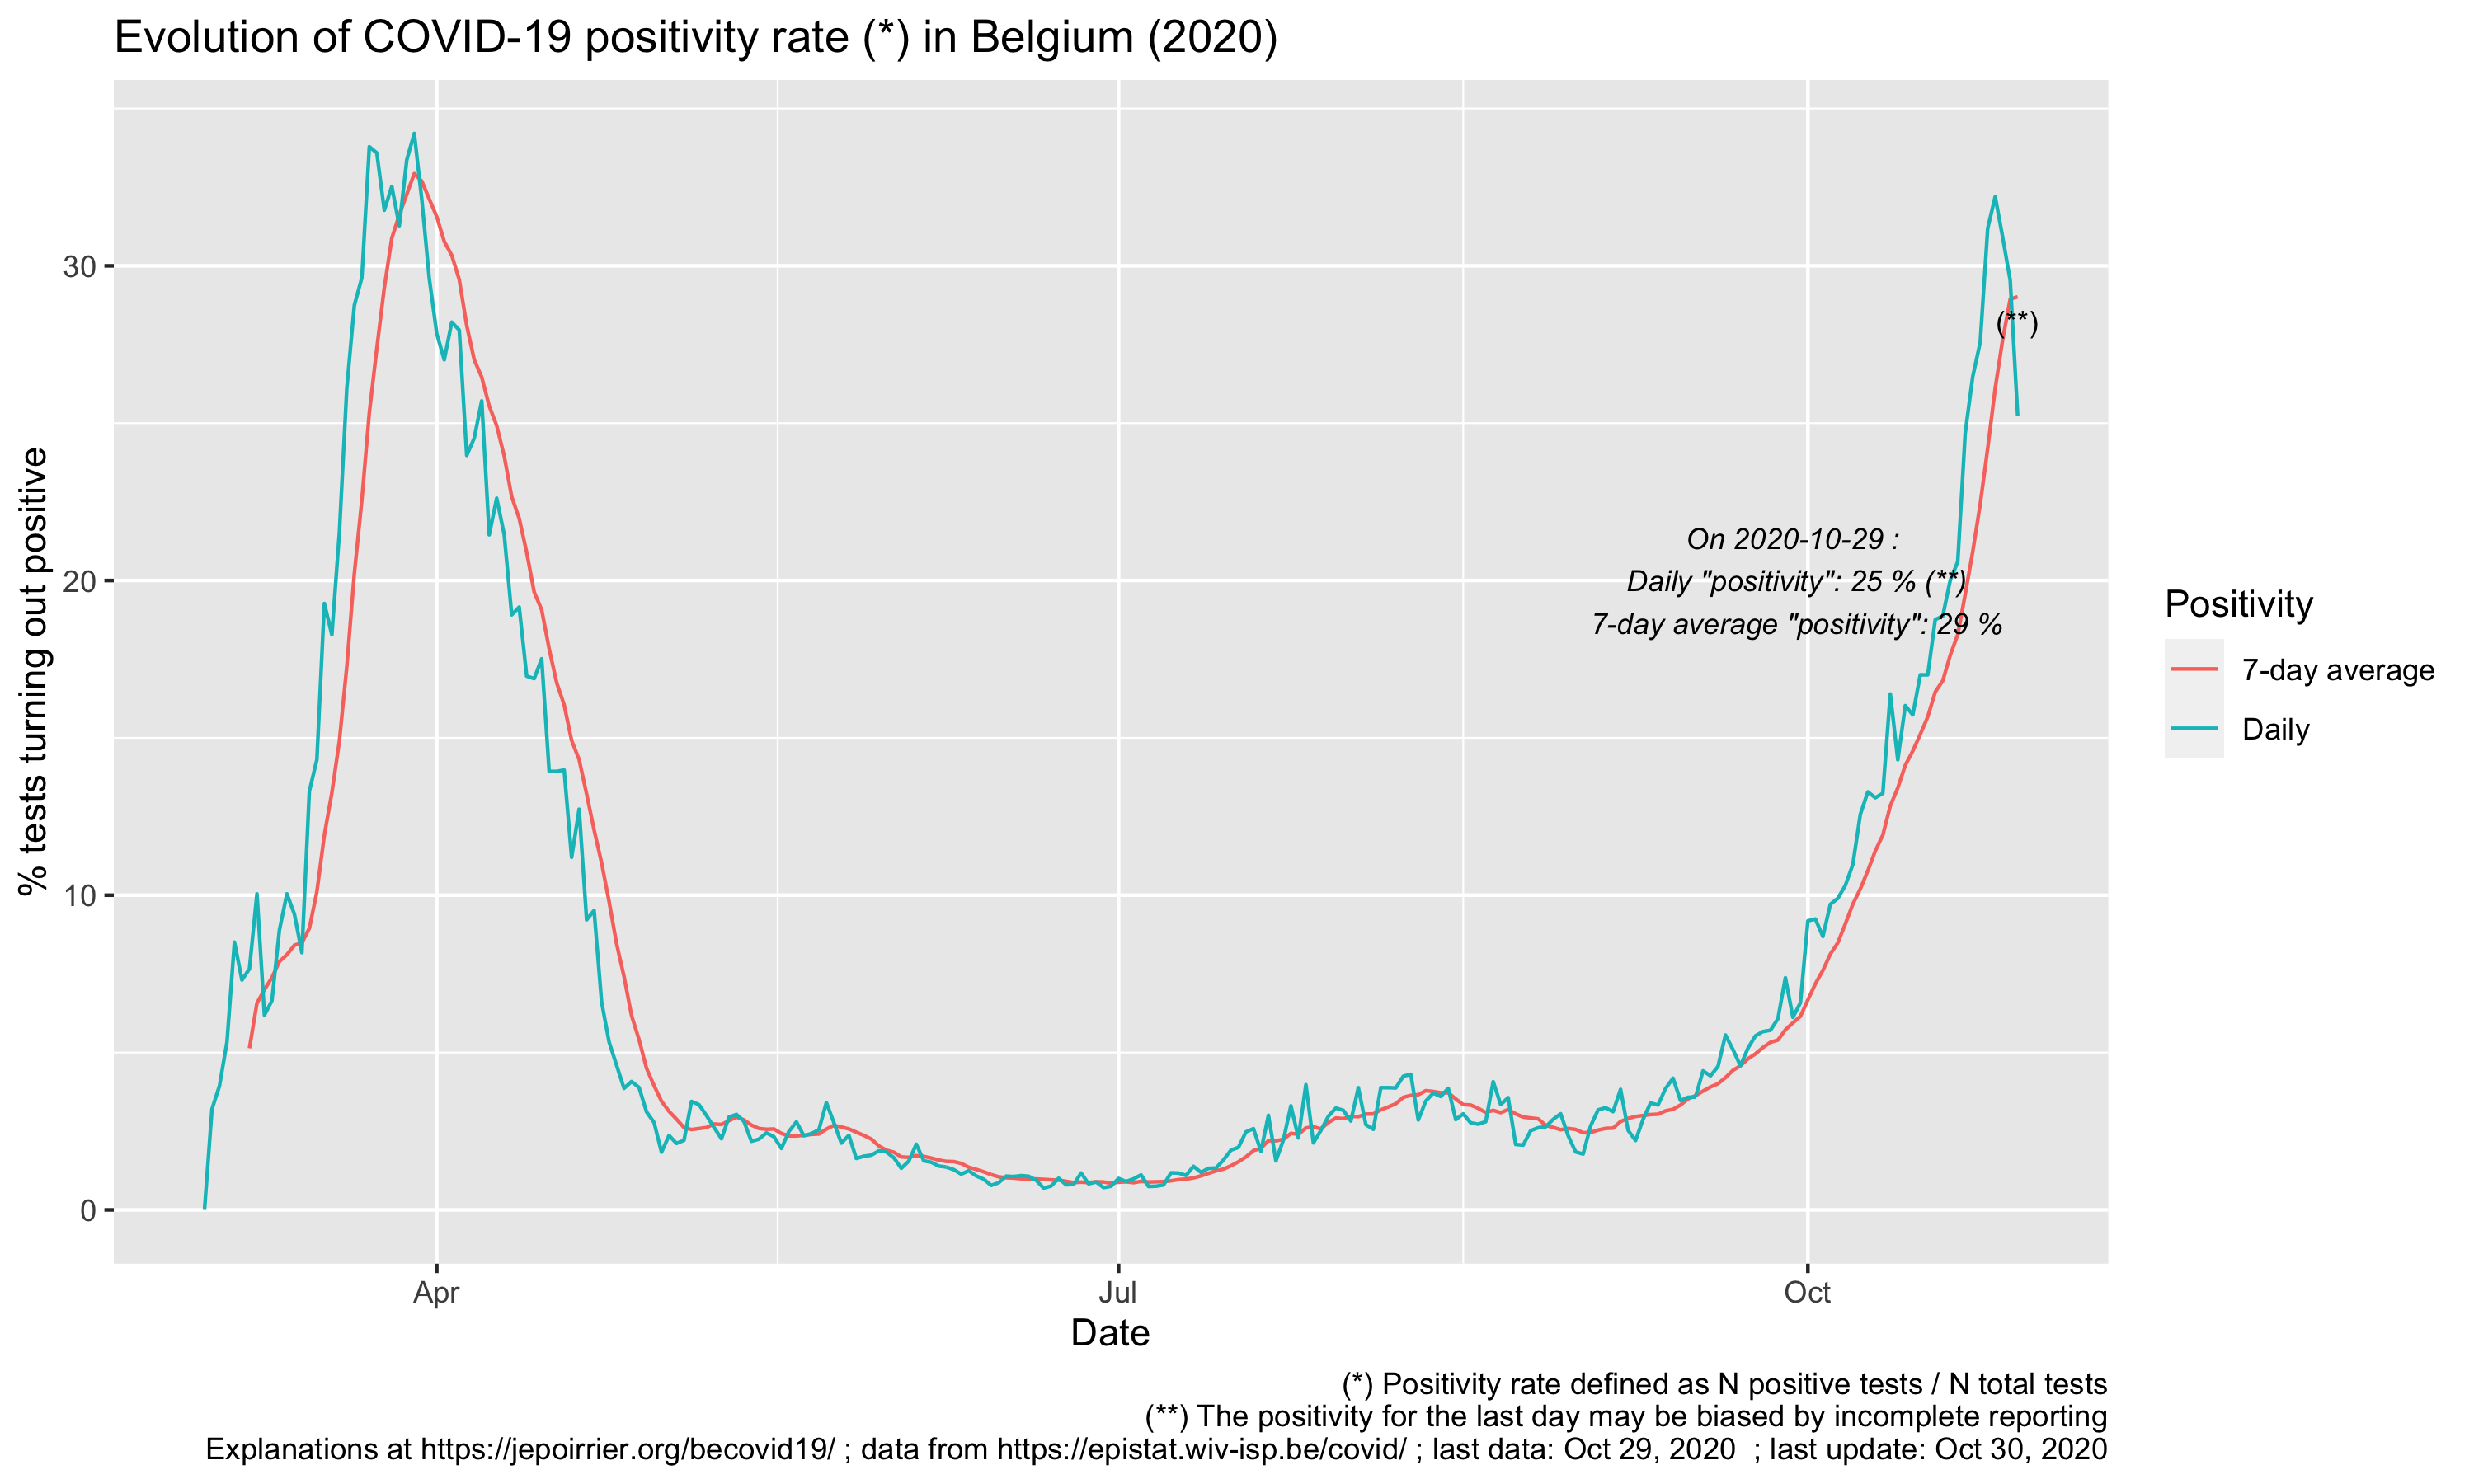 Evolution of COVID-19 positivity rate (*) in Belgium (2020)
% tests turning out positive
30
20
10
0
(**)
On 2020-10-29 :
Daily "positivity": 25 % (**)
7-day average "positivity": 29 %
Positivity
7-day average
Daily
Apr
Jul
Oct
Date
(*) Positivity rate defined as N positive tests / N total tests
(**) The positivity for the last day may be biased by incomplete reporting
Explanations at https://jepoirrier.org/becovid19/ ; data from https://epistat.wiv-isp.be/covid/ ; last data: Oct 29, 2020  ; last update: Oct 30, 2020